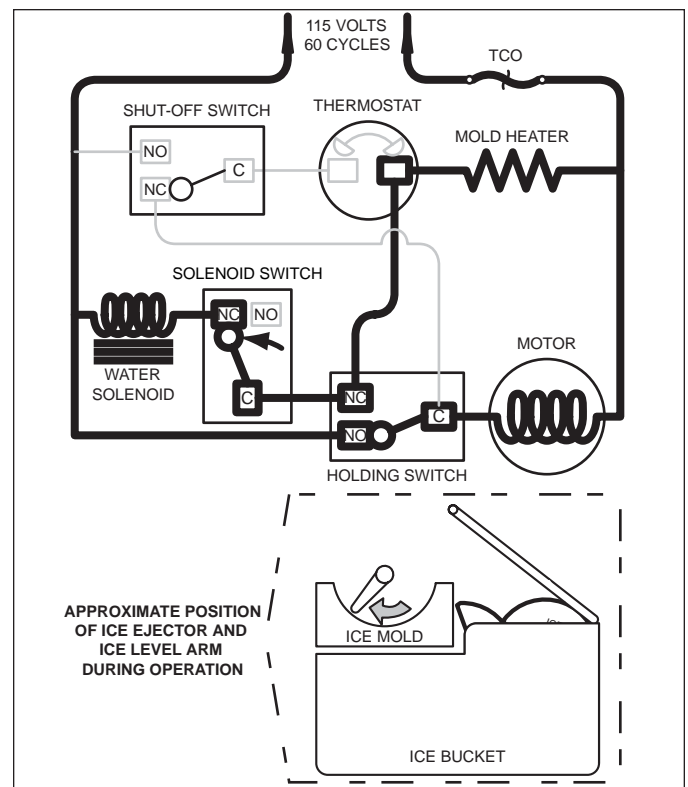 115 VOLTS
60 CYCLES
TCO
SHUT-OFF SWITCH
THERMOSTAT
MOLD HEATER
NO
C
NC
SOLENOID SWITCH
NC
NO
MOTOR
WATER
SOLENOID
C
NC
C
NO
HOLDING SWITCH
APPROXIMATE POSITION
OF ICE EJECTOR AND
ICE LEVEL ARM
DURING OPERATION
ICE MOLD
ICE BUCKET